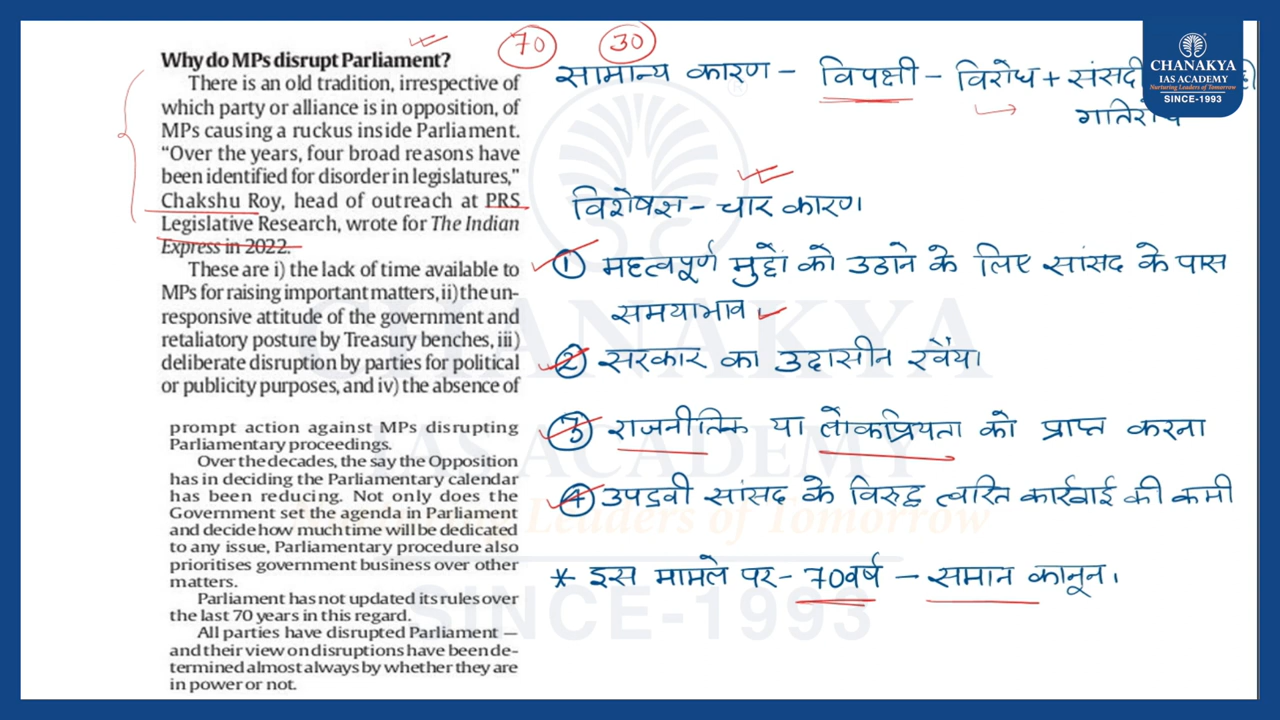 Why do MPs disrupt Parliament?
There is an old tradition, irrespective of
which party or alliance is in opposition, of
MPs causing a ruckus inside Parliament.
“Over the years, four broad reasons have
been identified for disorder in legislatures,”
Chakshu Roy, head of outreach at PRS
Legislative Research, wrote for The Indian
Express in 2022.
These are i) the lack of time available to
MPs for raising important matters, ii) the un-
responsive attitude of the government and
retaliatory posture by Treasury benches, iii)
deliberate disruption by parties for political
or publicity purposes, and iv) the absence of
prompt action against MPs disrupting
Parliamentary proceedings.
Over the decades, the say the Opposition
has in deciding the Parliamentary calendar
has been reducing. Not only does the
Government set the agenda in Parliament
and decide how much time will be dedicated
to any issue, Parliamentary procedure also
prioritises government business over other
matters.
Parliament has not updated its rules over
the last 70 years in this regard.
All parties have disrupted Parliament —
and their view on disruptions have been de-
termined almost always by whether they are
in power or not.
70 30
सामान्य कारण - विपक्षी - विरोध +
विशेषज्ञ - चार कारण
① महत्वपूर्ण मुद्दों को उठाने के लिए सांसद के पास
समयाभाव
② सरकार का उदासीन रवैया
③ राजनीतिक या लोकप्रियता को प्राप्त करना
④ उपद्रवी सांसद के विरुद्ध त्वरित कार्रवाई की कमी
* इस मामले पर - 70 वर्ष - समान कानून।
CHANAKYA
IAS ACADEMY
Nurturing Leaders of Tomorrow
SINCE-1993
CHANAKYA
IAS ACADEMY
Leaders of Tomorrow
SINCE-1993